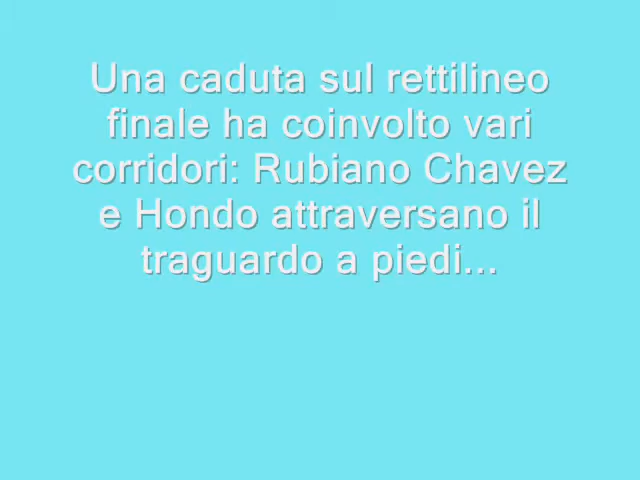 Una caduta sul rettilineo
finale ha coinvolto vari
corridori: Rubiano Chavez
e Hondo attraversano il
traguardo a piedi...